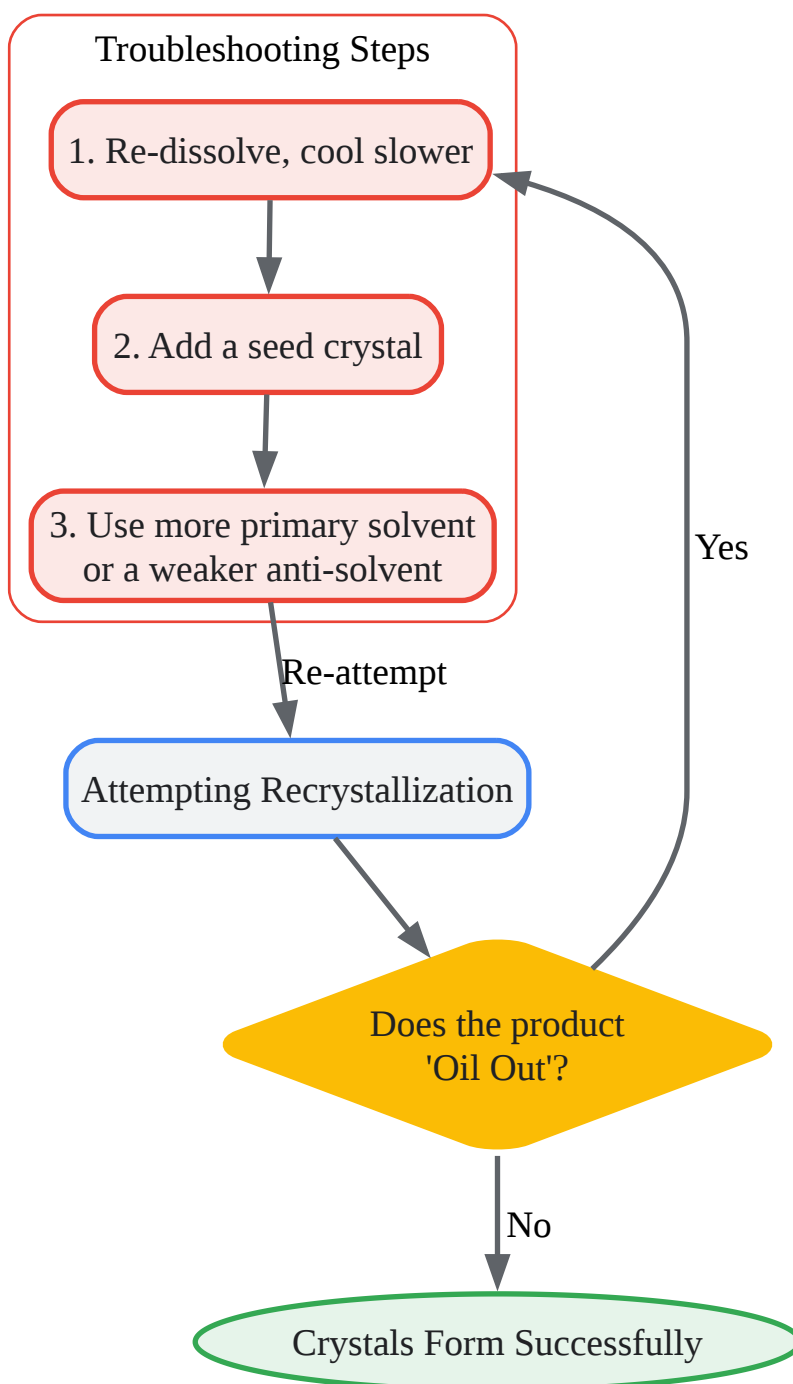 Troubleshooting Steps
1. Re-dissolve, cool slower
2. Add a seed crystal
3. Use more primary solvent
or a weaker anti-solvent
Yes
Re-attempt
Attempting Recrystallization
Does the product
'Oil Out'?
No
Crystals Form Successfully